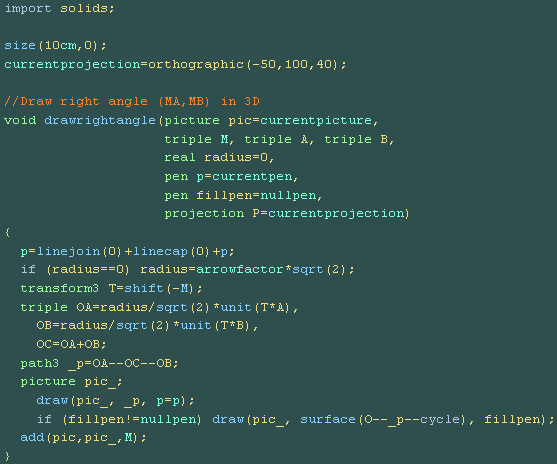 import solids;
size(10cm,0);
currentprojection=orthographic(-50,100,40);
//Draw right angle (MA,MB) in 3D
void drawrightangle(picture pic=currentpicture,
triple M, triple A, triple B,
real radius=0,
pen p=currentpen,
pen fillpen=nullpen,
projection P=currentprojection)
{
p=linejoin(0)+linecap(0)+p;
if (radius==0) radius=arrowfactor*sqrt(2);
transform3 T=shift(-M);
triple OA=radius/sqrt(2)*unit(T*A),
OB=radius/sqrt(2)*unit(T*B),
OC=OA+OB;
path3 _p=OA--OC--OB;
picture pic_;
draw(pic_, _p, p=p);
if (fillpen!=nullpen) draw(pic_, surface(O--_p--cycle), fillpen);
add(pic,pic_,M);
}